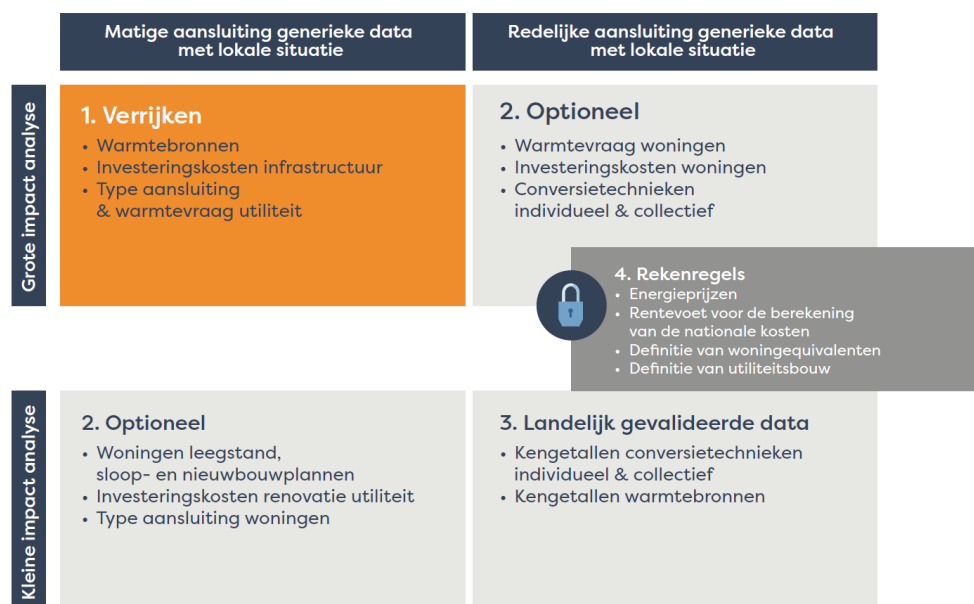 Matige aansluiting generieke data
met lokale situatie
Redelijke aansluiting generieke data
met lokale situatie
Grote impact analyse
1. Verrijken
• Warmtebronnen
• Investeringskosten infrastructuur
• Type aansluiting
& warmtevraag utiliteit
2. Optioneel
• Warmtevraag woningen
• Investeringskosten woningen
• Conversietechnieken
individueel & collectief
4. Rekenregels
• Energieprijzen
• Rentevoet voor de berekening
van de nationale kosten
• Definitie van woningequivalenten
• Definitie van utiliteitsbouw
Kleine impact analyse
2. Optioneel
• Woningen leegstand,
sloop- en nieuwbouwplannen
• Investeringskosten renovatie utiliteit
• Type aansluiting woningen
3. Landelijk gevalideerde data
• Kengetallen conversietechnieken
individueel & collectief
• Kengetallen warmtebronnen